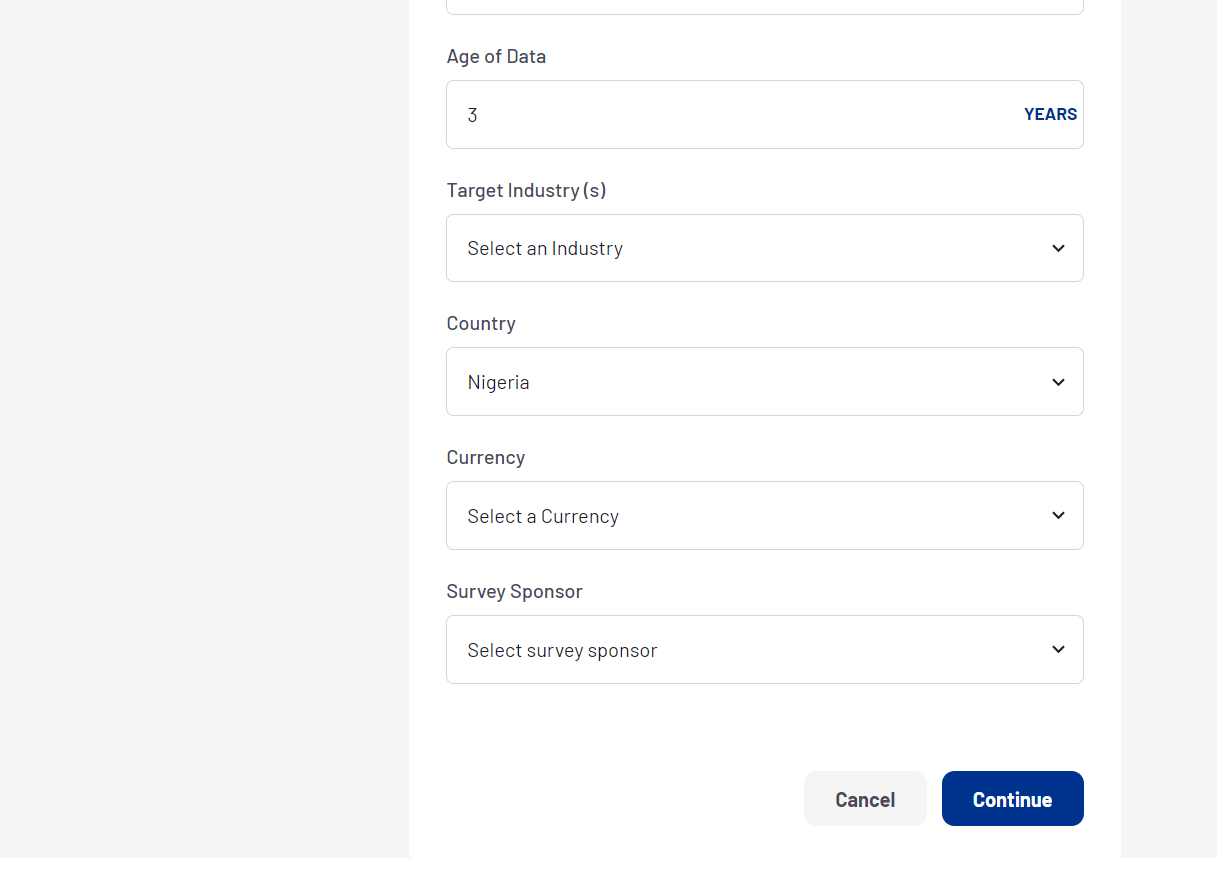 Age of Data
3 YEARS
Target Industry (s)
Select an Industry
Country
Nigeria
Currency
Select a Currency
Survey Sponsor
Select survey sponsor
Cancel Continue